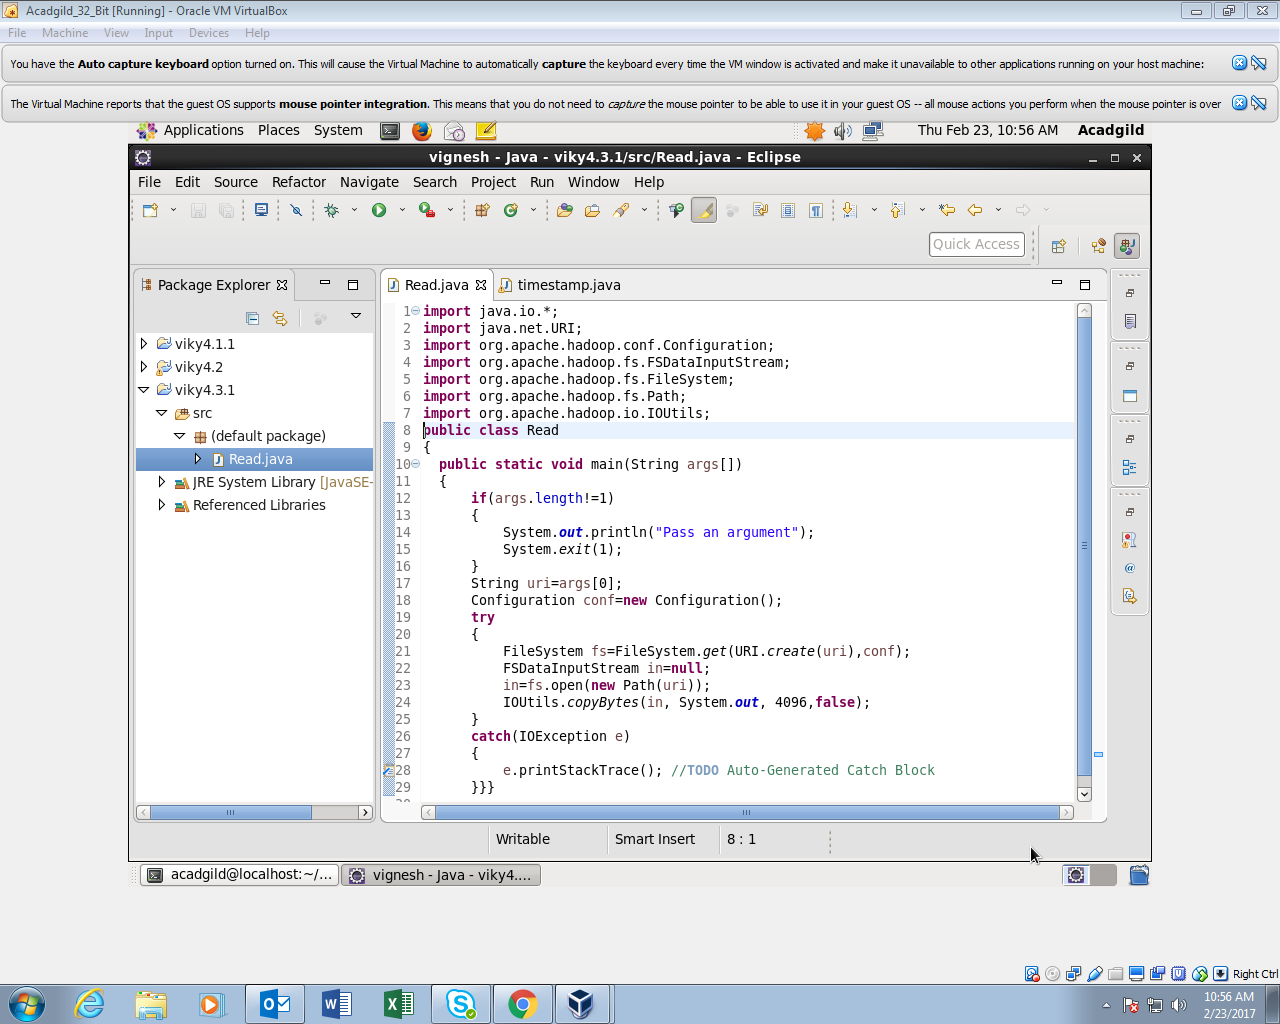 Acadgild_32_Bit [Running] - Oracle VM VirtualBox
File Machine View Input Devices Help
You have the Auto capture keyboard option turned on. This will cause the Virtual Machine to automatically capture the keyboard every time the VM window is activated and make it unavailable to other applications running on your host machine:
The Virtual Machine reports that the guest OS supports mouse pointer integration. This means that you do not need to capture the mouse pointer to be able to use it in your guest OS -- all mouse actions you perform when the mouse pointer is over
Applications Places System Thu Feb 23, 10:56 AM Acadgild
vignesh - Java - viky4.3.1/src/Read.java - Eclipse
File Edit Source Refactor Navigate Search Project Run Window Help
Quick Access
Package Explorer
viky4.1.1
viky4.2
viky4.3.1
src
(default package)
Read.java
JRE System Library [JavaSE-
Referenced Libraries
Read.java timestamp.java
1 import java.io.*;
2 import java.net.URI;
3 import org.apache.hadoop.conf.Configuration;
4 import org.apache.hadoop.fs.FSDataInputStream;
5 import org.apache.hadoop.fs.FileSystem;
6 import org.apache.hadoop.fs.Path;
7 import org.apache.hadoop.io.IOUtils;
8 public class Read
9 {
10 public static void main(String args[])
11 {
12 if(args.length!=1)
13 {
14 System.out.println("Pass an argument");
15 System.exit(1);
16 }
17 String uri=args[0];
18 Configuration conf=new Configuration();
19 try
20 {
21 FileSystem fs=FileSystem.get(URI.create(uri),conf);
22 FSDataInputStream in=null;
23 in=fs.open(new Path(uri));
24 IOUtils.copyBytes(in, System.out, 4096,false);
25 }
26 catch(IOException e)
27 {
28 e.printStackTrace(); //TODO Auto-Generated Catch Block
29 }}}
Writable Smart Insert 8 : 1
acadgild@localhost:~/... vignesh - Java - viky4....
Right Ctrl
10:56 AM
2/23/2017